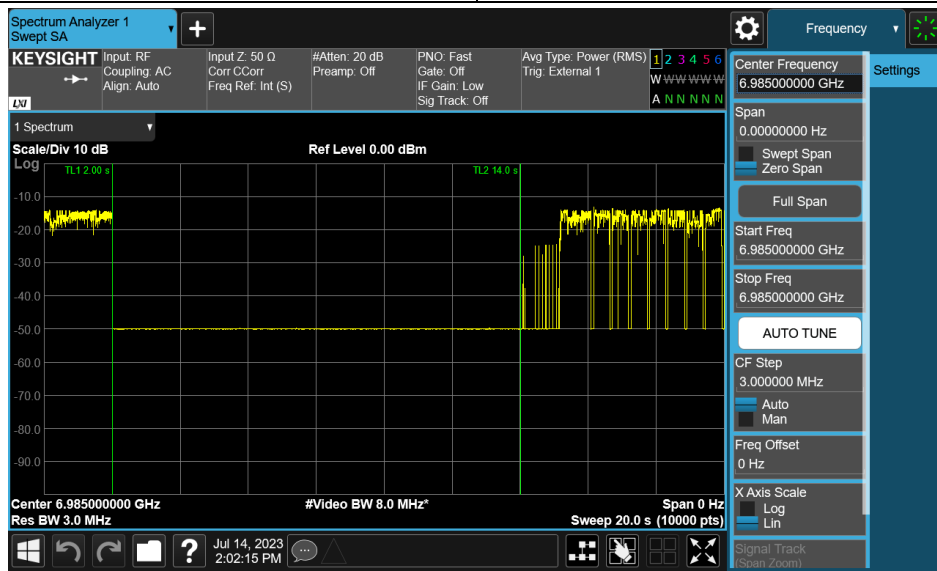 Spectrum Analyzer 1
Swept SA
Frequency
KEYSIGHT
LXI
Input: RF
Coupling: AC
Align: Auto
Input Z: 50 Ω
Corr CCorr
Freq Ref: Int (S)
#Atten: 20 dB
Preamp: Off
PNO: Fast
Gate: Off
IF Gain: Low
Sig Track: Off
Avg Type: Power (RMS)
Trig: External 1
1 2 3 4 5 6
W W W W W W
A N N N N N
Center Frequency
6.985000000 GHz
Settings
Span
0.00000000 Hz
Swept Span
Zero Span
Full Span
Start Freq
6.985000000 GHz
Stop Freq
6.985000000 GHz
AUTO TUNE
CF Step
3.000000 MHz
Auto
Man
Freq Offset
0 Hz
X Axis Scale
Log
Lin
Signal Track
(Span Zoom)
1 Spectrum
Scale/Div 10 dB
Ref Level 0.00 dBm
Log
TL1 2.00 s
TL2 14.0 s
-10.0
-20.0
-30.0
-40.0
-50.0
-60.0
-70.0
-80.0
-90.0
Center 6.985000000 GHz
#Video BW 8.0 MHz*
Span 0 Hz
Res BW 3.0 MHz
Sweep 20.0 s (10000 pts)
?
Jul 14, 2023
2:02:15 PM